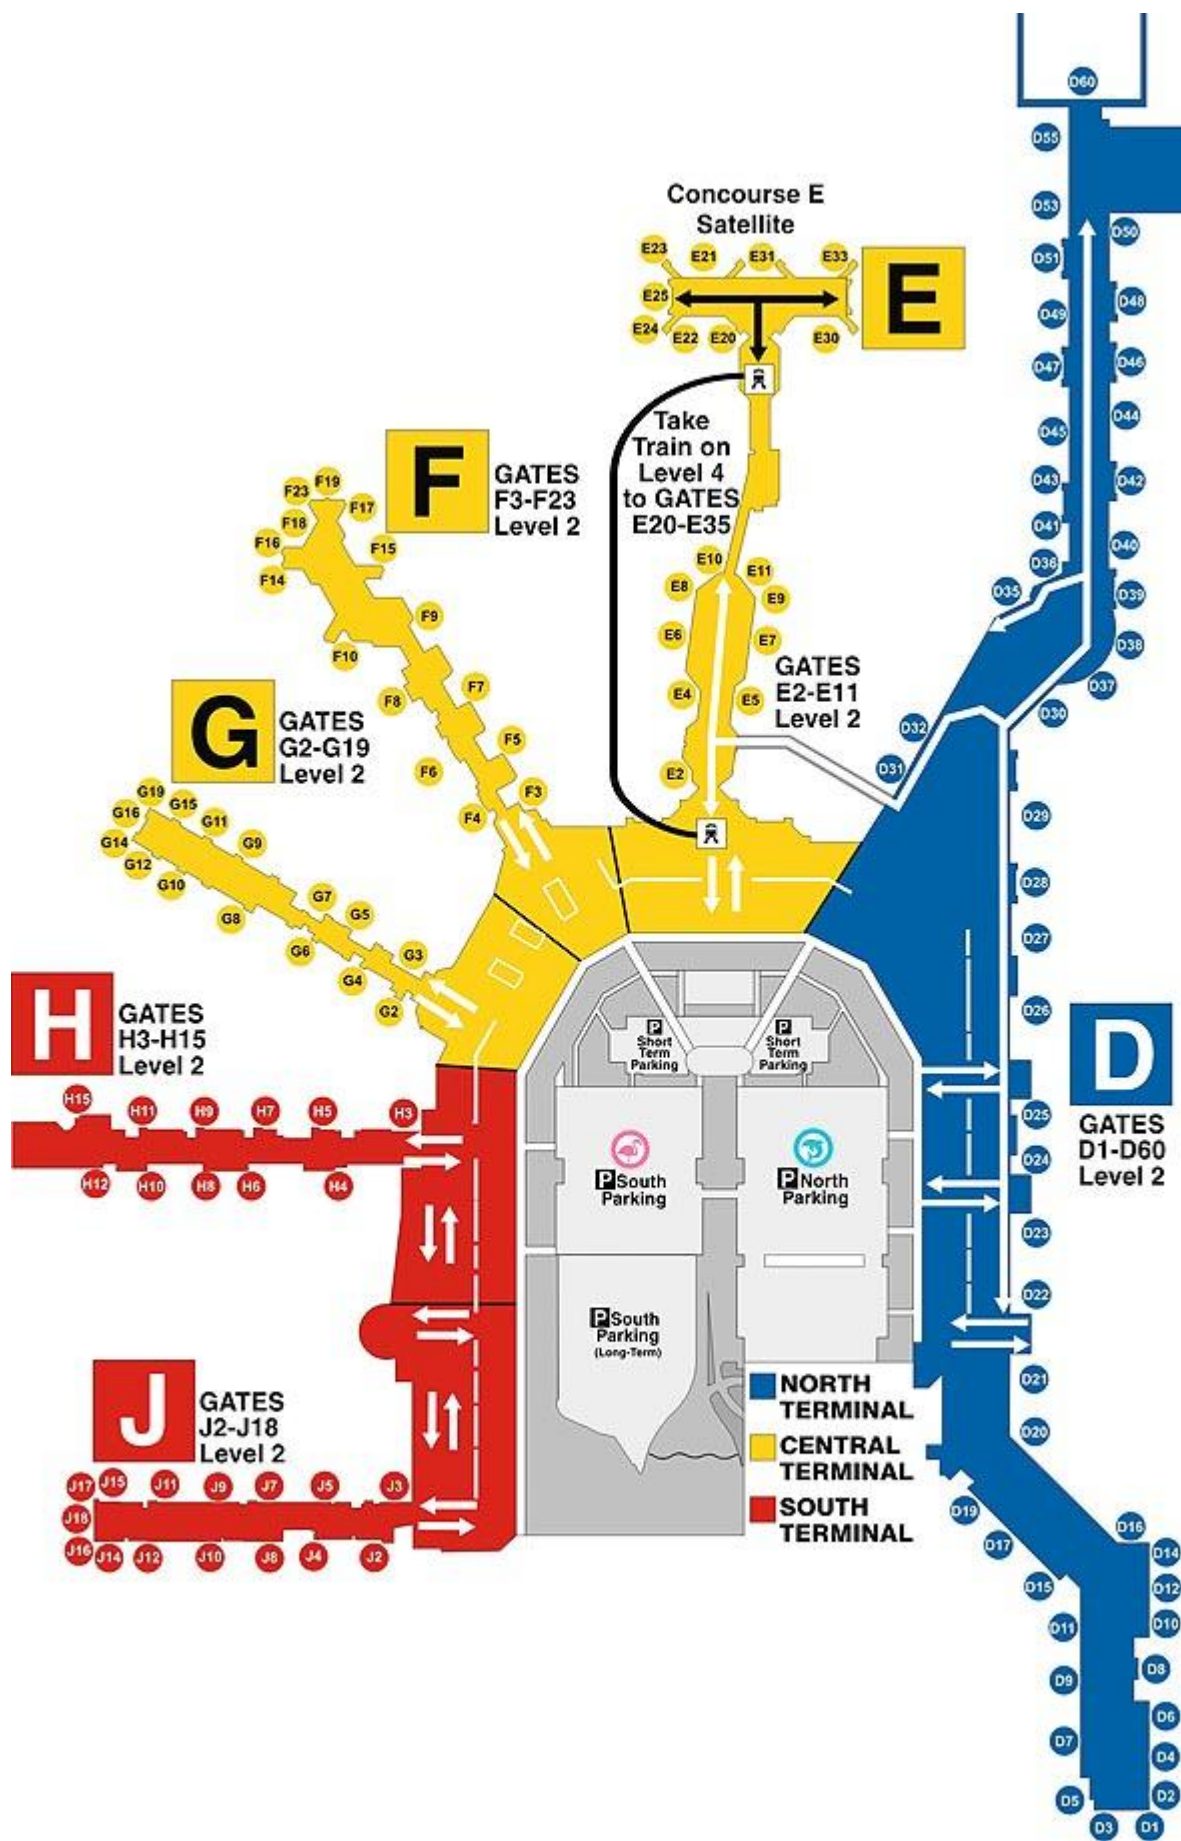 D60
D55
D53
D50
D51
D48
D49
D46
D47
D44
D45
D43
D42
D41
D40
D36
D35
D39
D38
D37
D30
D32
D31
D29
D28
D27
D26
D25
D24
D23
D22
D21
D20
D19
D17
D16
D15
D14
D12
D11
D10
D8
D9
D6
D7
D4
D5
D2
D3
D1
D
GATES
D1-D60
Level 2
Concourse E
Satellite
E23
E21
E31
E33
E25
E24
E22
E20
E30
E
Take
Train on
Level 4
to GATES
E20-E35
E10
E11
E8
E9
E6
E7
E4
E5
E2
GATES
E2-E11
Level 2
F
GATES
F3-F23
Level 2
F19
F23
F17
F18
F16
F15
F14
F9
F10
F8
F7
F6
F5
F4
F3
G
GATES
G2-G19
Level 2
G19
G16
G15
G14
G11
G12
G9
G10
G8
G7
G6
G5
G4
G3
G2
H
GATES
H3-H15
Level 2
H15
H11
H9
H7
H5
H3
H12
H10
H8
H6
H4
J
GATES
J2-J18
Level 2
J17
J15
J11
J9
J7
J5
J3
J18
J16
J14
J12
J10
J8
J4
J2
P
Short
Term
Parking
P
Short
Term
Parking
P South
Parking
P North
Parking
P South
Parking
(Long-Term)
NORTH
TERMINAL
CENTRAL
TERMINAL
SOUTH
TERMINAL